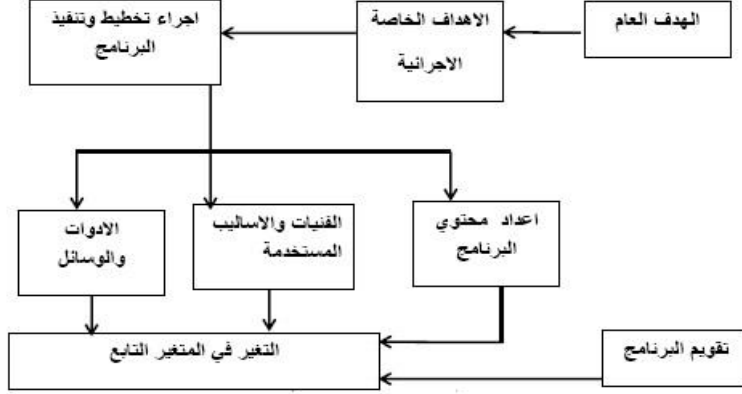 الهدف العام
الاهداف الخاصة
الاجرائية
اجراء تخطيط وتنفيذ
البرنامج
اعداد محتوي
البرنامج
الفنيات والاساليب
المستخدمة
الادوات
والوسائل
التغير في المتغير التابع
تقويم البرنامج